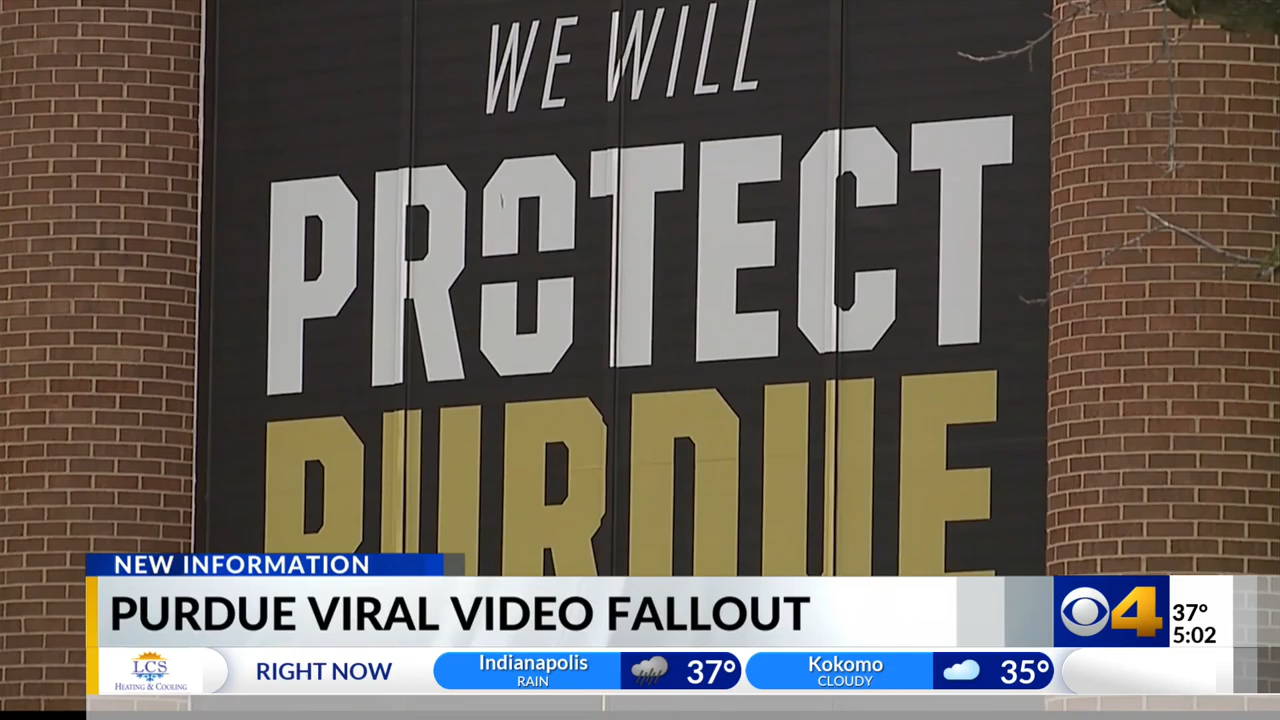 WE WILL
PROTECT
PURDUE
NEW INFORMATION
PURDUE VIRAL VIDEO FALLOUT
4
37°
5:02
LCS
HEATING & COOLING
RIGHT NOW
Indianapolis
RAIN
37°
Kokomo
CLOUDY
35°